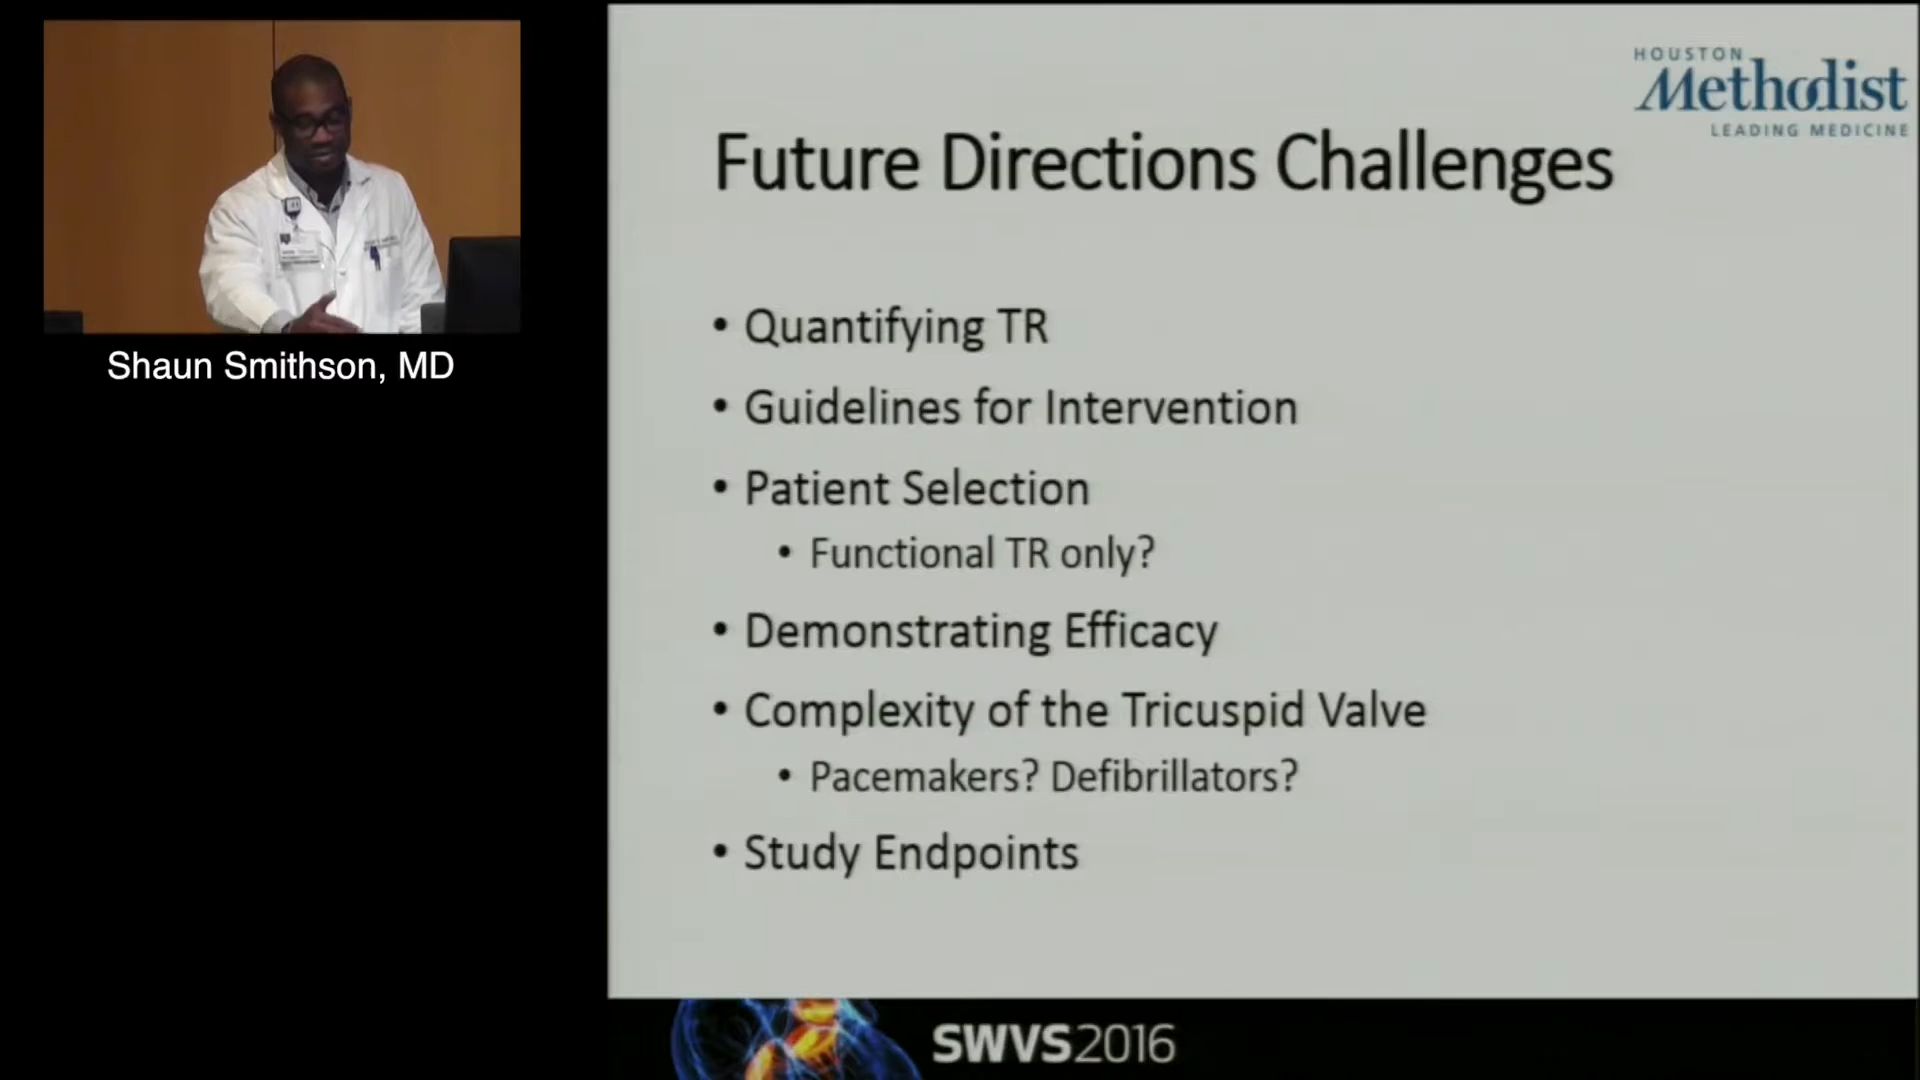 HOUSTON
Methodist
LEADING MEDICINE
Future Directions Challenges
• Quantifying TR
• Guidelines for Intervention
• Patient Selection
• Functional TR only?
• Demonstrating Efficacy
• Complexity of the Tricuspid Valve
• Pacemakers? Defibrillators?
• Study Endpoints
Shaun Smithson, MD
SWVS2016